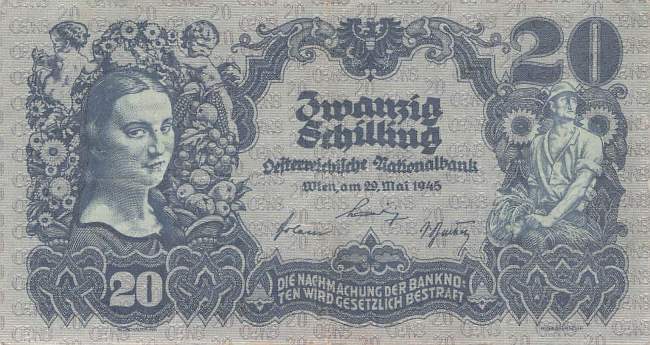 20
Zwanzig
Schilling
Oesterreichische Nationalbank
Wien, am 29. Mai 1945
20
DIE NACHMACHUNG DER BANKNO-
TEN WIRD GESETZLICH BESTRAFT